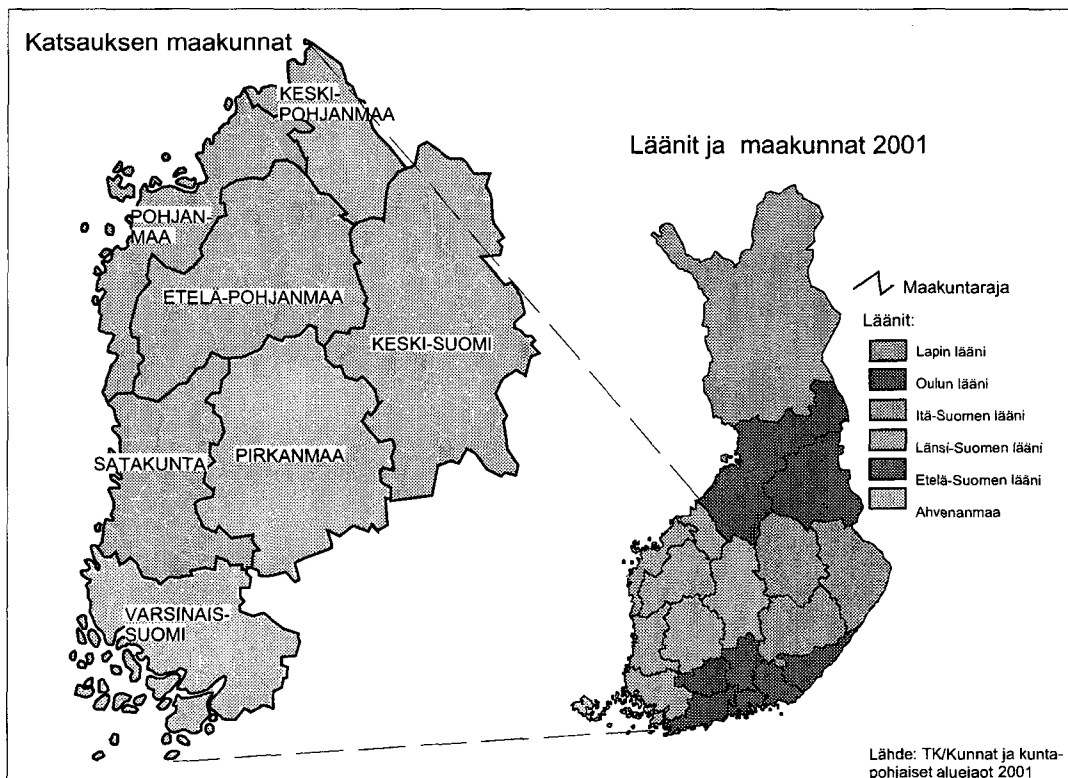 Katsauksen maakunnat
KESKI-
POHJANMAA
POHJAN-
MAA
ETELÄ-POHJANMAA
KESKI-SUOMI
SATAKUNTA
PIRKANMAA
VARSINAIS-
SUOMI
Läänit ja maakunnat 2001
Maakuntaraja
Läänit:
Lapin lääni
Oulun lääni
Itä-Suomen lääni
Länsi-Suomen lääni
Etelä-Suomen lääni
Ahvenanmaa
Lähde: TK/Kunnat ja kunta-
pohjaiset aluejaot 2001